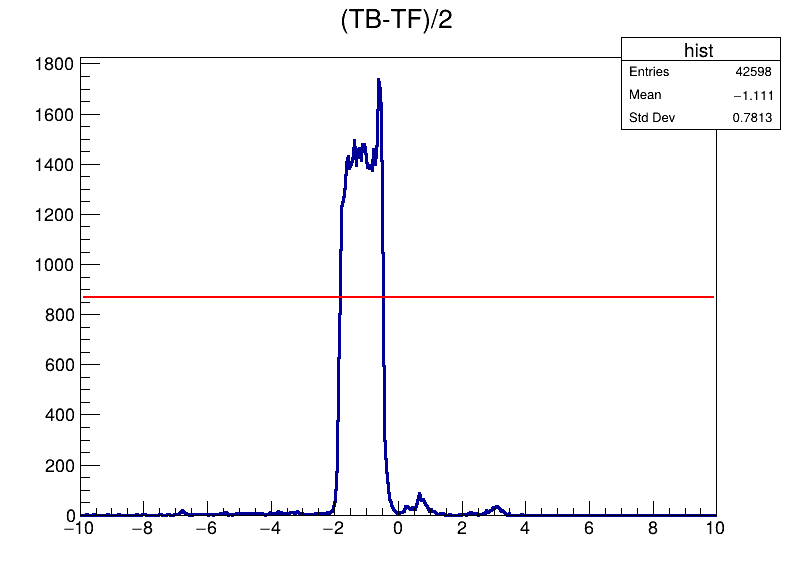 (TB-TF)/2
hist
Entries 42598
Mean −1.111
Std Dev 0.7813
1800
1600
1400
1200
1000
800
600
400
200
0
−10 −8 −6 −4 −2 0 2 4 6 8 10